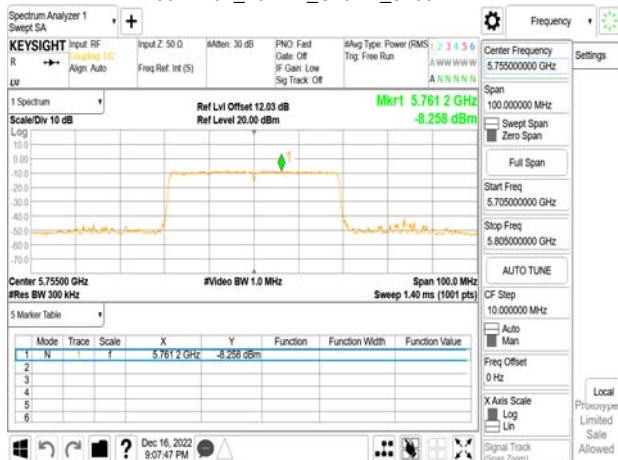 Spectrum Analyzer 1
Swept SA
+
Frequency
KEYSIGHT
Input: RF
Coupling: DC
Align: Auto
Input Z: 50 Ω
Freq Ref: Int (S)
#Atten: 30 dB
PNO: Fast
Gate: Off
IF Gain: Low
Sig Track: Off
#Avg Type: Power (RMS
Trig: Free Run
1 2 3 4 5 6
A WWWWW
A N N N N N
R
LVI
1 Spectrum
Scale/Div 10 dB
Log
Ref Lvl Offset 12.03 dB
Ref Level 20.00 dBm
Mkr1 5.761 2 GHz
-8.258 dBm
10.0
0.00
-10.0
-20.0
-30.0
-40.0
-50.0
-60.0
-70.0
1
Center 5.75500 GHz
#Res BW 300 kHz
#Video BW 1.0 MHz
Span 100.0 MHz
Sweep 1.40 ms (1001 pts)
5 Marker Table
Mode Trace Scale X Y Function Function Width Function Value
1 N 1 f 5.761 2 GHz -8.258 dBm
2
3
4
5
6
Dec 16, 2022
9:07:47 PM
Center Frequency
5.755000000 GHz
Span
100.000000 MHz
Swept Span
Zero Span
Full Span
Start Freq
5.705000000 GHz
Stop Freq
5.805000000 GHz
AUTO TUNE
CF Step
10.000000 MHz
Auto
Man
Freq Offset
0 Hz
X Axis Scale
Log
Lin
Signal Track
(Span Zoom)
Settings
Local
Prototype
Limited
Sale
Allowed